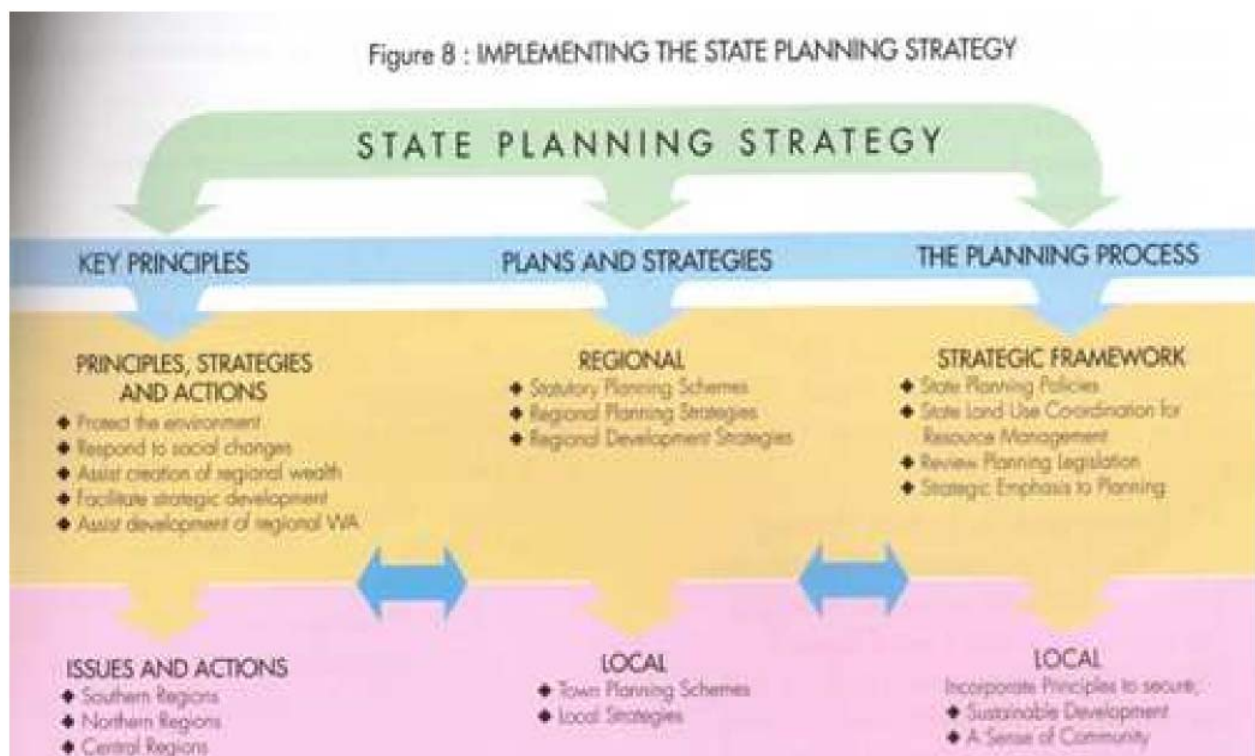 Figure 8 : IMPLEMENTING THE STATE PLANNING STRATEGY
STATE PLANNING STRATEGY
KEY PRINCIPLES
PLANS AND STRATEGIES
THE PLANNING PROCESS
PRINCIPLES, STRATEGIES
AND ACTIONS
◆ Protect the environment
◆ Respond to social changes
◆ Assist creation of regional wealth
◆ Facilitate strategic development
◆ Assist development of regional WA
REGIONAL
◆ Statutory Planning Schemes
◆ Regional Planning Strategies
◆ Regional Development Strategies
STRATEGIC FRAMEWORK
◆ State Planning Policies
◆ State Land Use Coordination for
Resource Management
◆ Review Planning Legislation
◆ Strategic Emphasis to Planning
ISSUES AND ACTIONS
◆ Southern Regions
◆ Northern Regions
◆ Central Regions
LOCAL
◆ Town Planning Schemes
◆ Local Strategies
LOCAL
Incorporate Principles to secure;
◆ Sustainable Development
◆ A Sense of Community